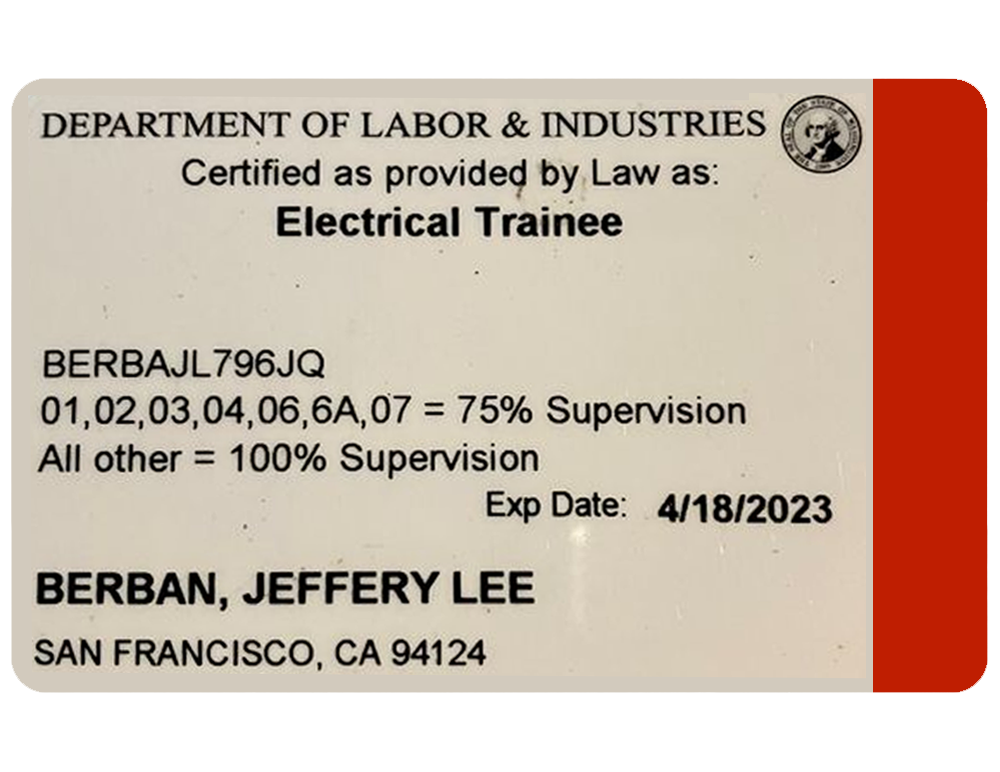 DEPARTMENT OF LABOR & INDUSTRIES
Certified as provided by Law as:
Electrical Trainee
BERBAJL796JQ
01,02,03,04,06,6A,07 = 75% Supervision
All other = 100% Supervision
Exp Date: 4/18/2023
BERBAN, JEFFERY LEE
SAN FRANCISCO, CA 94124